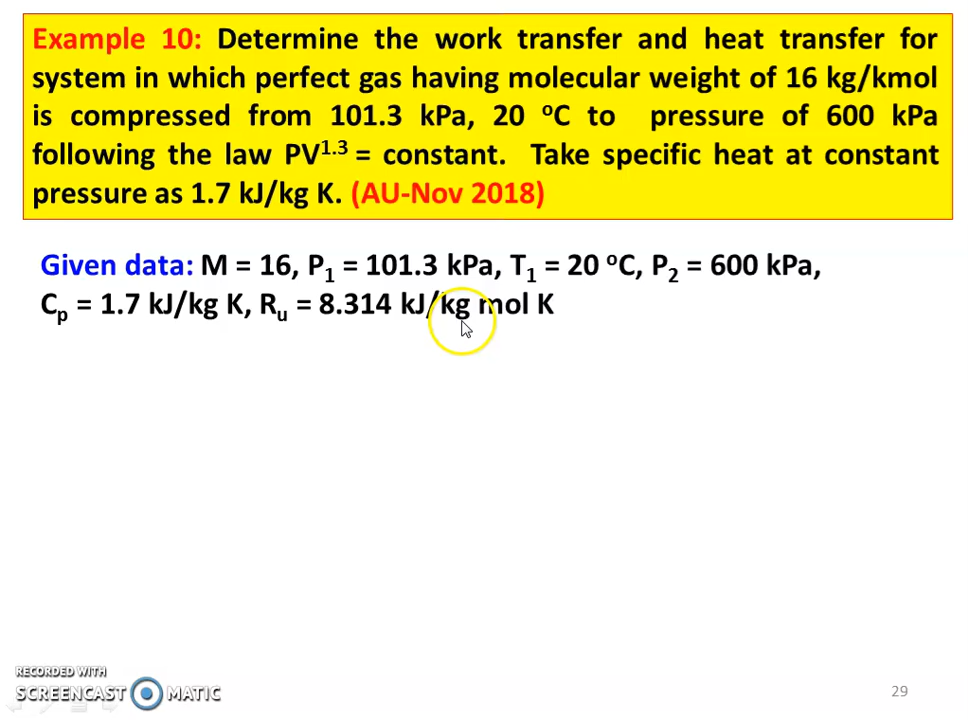 Example 10: Determine the work transfer and heat transfer for
system in which perfect gas having molecular weight of 16 kg/kmol
is compressed from 101.3 kPa, 20 ᵒC to pressure of 600 kPa
following the law PV¹·³ = constant. Take specific heat at constant
pressure as 1.7 kJ/kg K. (AU-Nov 2018)
Given data: M = 16, P₁ = 101.3 kPa, T₁ = 20 ᵒC, P₂ = 600 kPa,
Cₚ = 1.7 kJ/kg K, Rᵤ = 8.314 kJ/kg mol K
RECORDED WITH
SCREENCAST MATIC
29